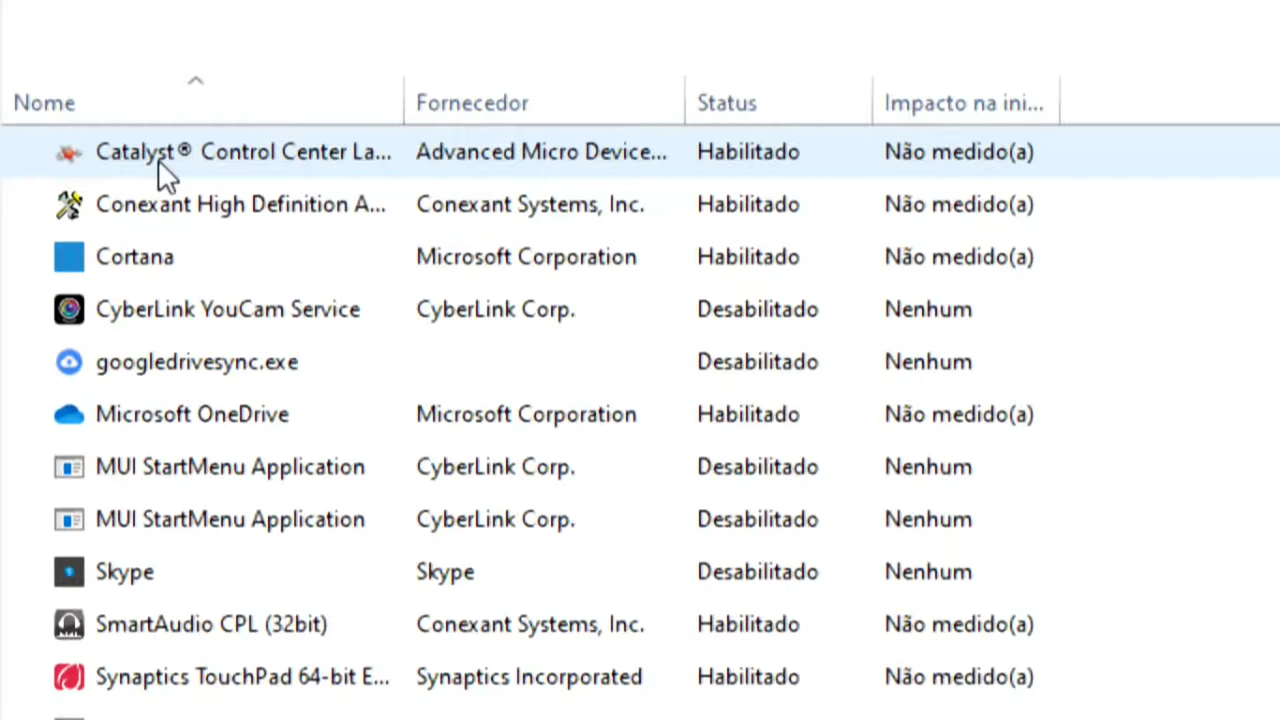 Nome Fornecedor Status Impacto na ini...
Catalyst® Control Center La... Advanced Micro Device... Habilitado Não medido(a)
Conexant High Definition A... Conexant Systems, Inc. Habilitado Não medido(a)
Cortana Microsoft Corporation Habilitado Não medido(a)
CyberLink YouCam Service CyberLink Corp. Desabilitado Nenhum
googledrivesync.exe Desabilitado Nenhum
Microsoft OneDrive Microsoft Corporation Habilitado Não medido(a)
MUI StartMenu Application CyberLink Corp. Desabilitado Nenhum
MUI StartMenu Application CyberLink Corp. Desabilitado Nenhum
Skype Skype Desabilitado Nenhum
SmartAudio CPL (32bit) Conexant Systems, Inc. Habilitado Não medido(a)
Synaptics TouchPad 64-bit E... Synaptics Incorporated Habilitado Não medido(a)